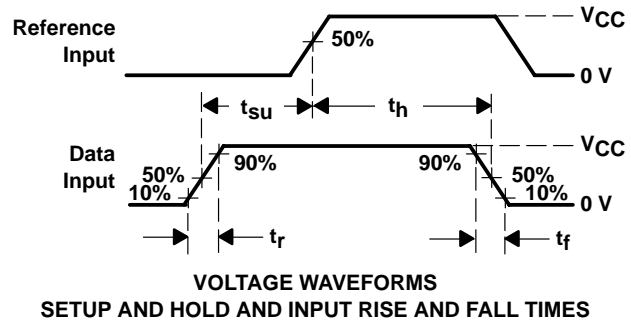 Reference
Input
50%
VCC
0 V
tsu
th
Data
Input
50%
10%
90%
90%
50%
10%
VCC
0 V
tr
tf
VOLTAGE WAVEFORMS
SETUP AND HOLD AND INPUT RISE AND FALL TIMES